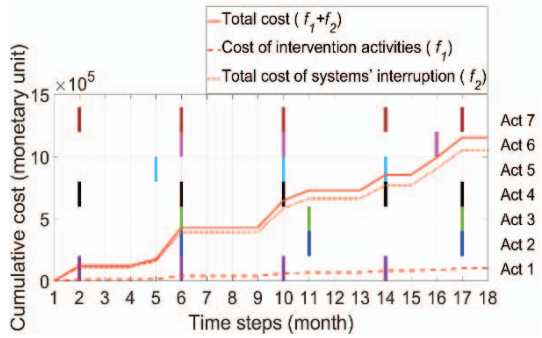 Total cost ( f1+f2)
Cost of intervention activities ( f1)
Total cost of systems' interruption ( f2)
× 10^5
15
10
5
0
Cumulative cost (monetary unit)
Act 7
Act 6
Act 5
Act 4
Act 3
Act 2
Act 1
1 2 3 4 5 6 7 8 9 10 11 12 13 14 15 16 17 18
Time steps (month)